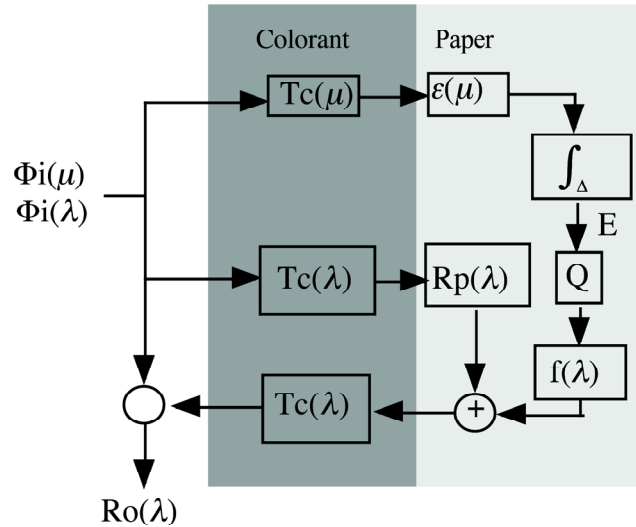 Colorant
Paper
Tc(μ)
ε(μ)
∫Δ
Φi(μ)
Φi(λ)
E
Tc(λ)
Rp(λ)
Q
f(λ)
Tc(λ)
+
Ro(λ)